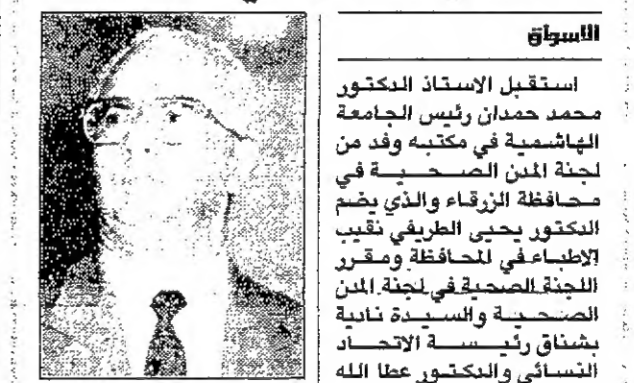 الاسواق
استقبل الاستاذ الدكتور
محمد حمدان رئيس الجامعة
الهاشمية في مكتبه وفد من
لجنة المدن الصحية في
محافظة الزرقاء والذي يضم
الدكتور يحيى الطريفي نقيب
الاطباء في المحافظة ومقرر
اللجنة الصحية في لجنة المدن
الصحية والسيدة نادية
بشناق رئيسة الاتحاد
النسائي والدكتور عطا الله